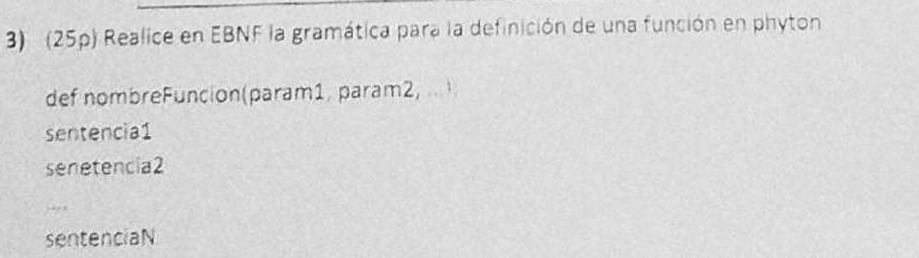 3) (25p) Realice en EBNF la gramática para la definición de una función en phyton
def nombreFuncion(param1, param2, ...):
sentencia1
senetencia2
....
sentenciaN